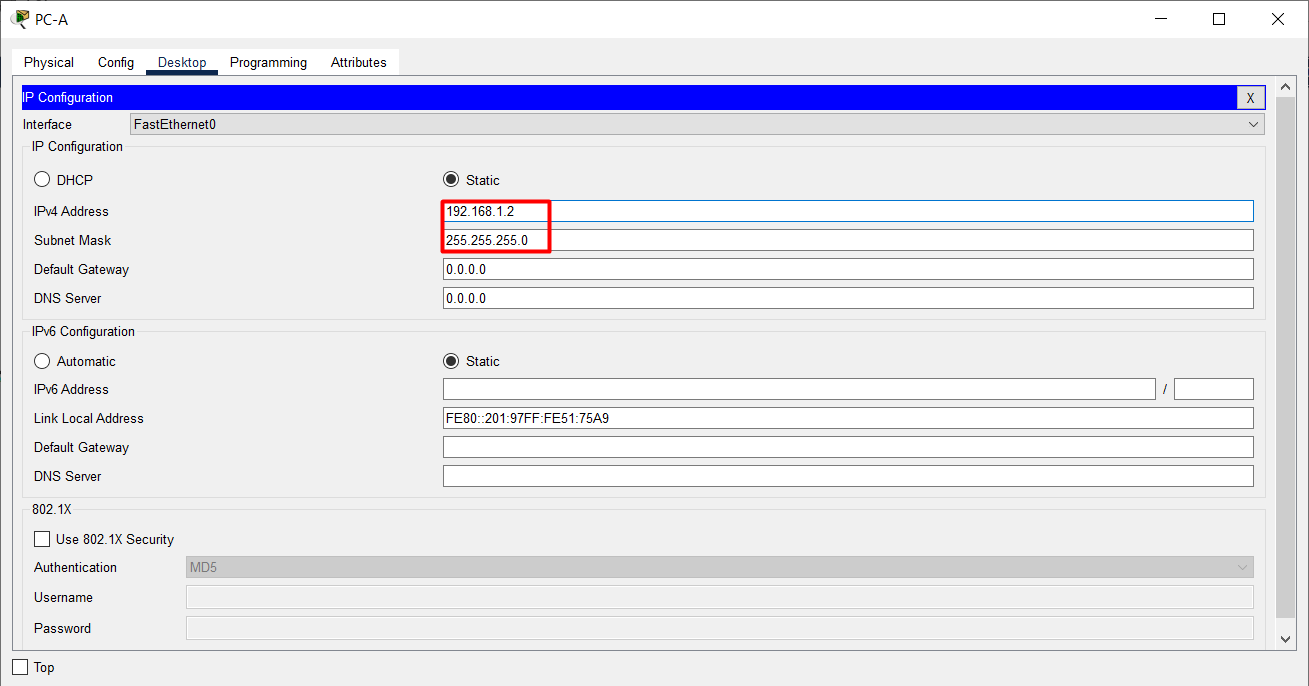 PC-A
Physical Config Desktop Programming Attributes
IP Configuration X
Interface FastEthernet0
IP Configuration
DHCP Static
IPv4 Address 192.168.1.2
Subnet Mask 255.255.255.0
Default Gateway 0.0.0.0
DNS Server 0.0.0.0
IPv6 Configuration
Automatic Static
IPv6 Address /
Link Local Address FE80::201:97FF:FE51:75A9
Default Gateway
DNS Server
802.1X
Use 802.1X Security
Authentication MD5
Username
Password
Top